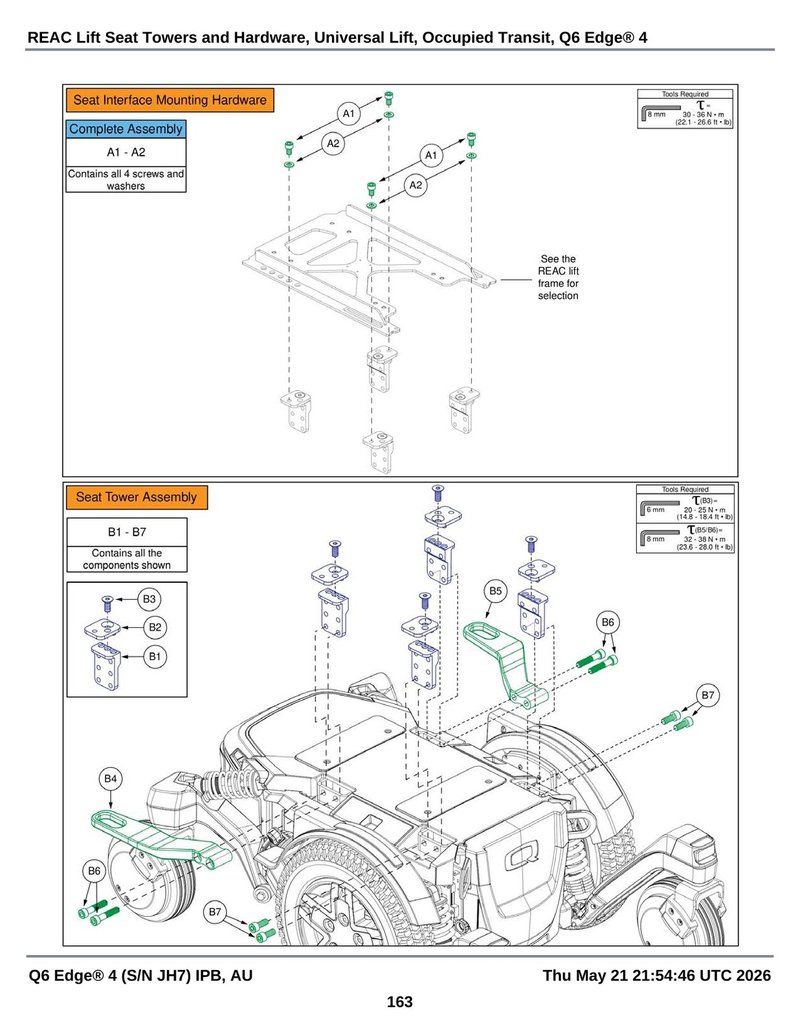 REAC Lift Seat Towers and Hardware, Universal Lift, Occupied Transit, Q6 Edge® 4
Seat Interface Mounting Hardware
Complete Assembly
A1 - A2
Contains all 4 screws and
washers
A1
A2
A1
A2
Tools Required
8 mm
τ =
30 - 36 N • m
(22.1 - 26.6 ft • lb)
See the
REAC lift
frame for
selection
Seat Tower Assembly
B1 - B7
Contains all the
components shown
B3
B2
B1
Tools Required
6 mm
τ(B3) =
20 - 25 N • m
(14.8 - 18.4 ft • lb)
8 mm
τ(B5/B6) =
32 - 38 N • m
(23.6 - 28.0 ft • lb)
B5
B6
B7
B4
B6
B7
Q
Q6 Edge® 4 (S/N JH7) IPB, AU
Thu May 21 21:54:46 UTC 2026
163